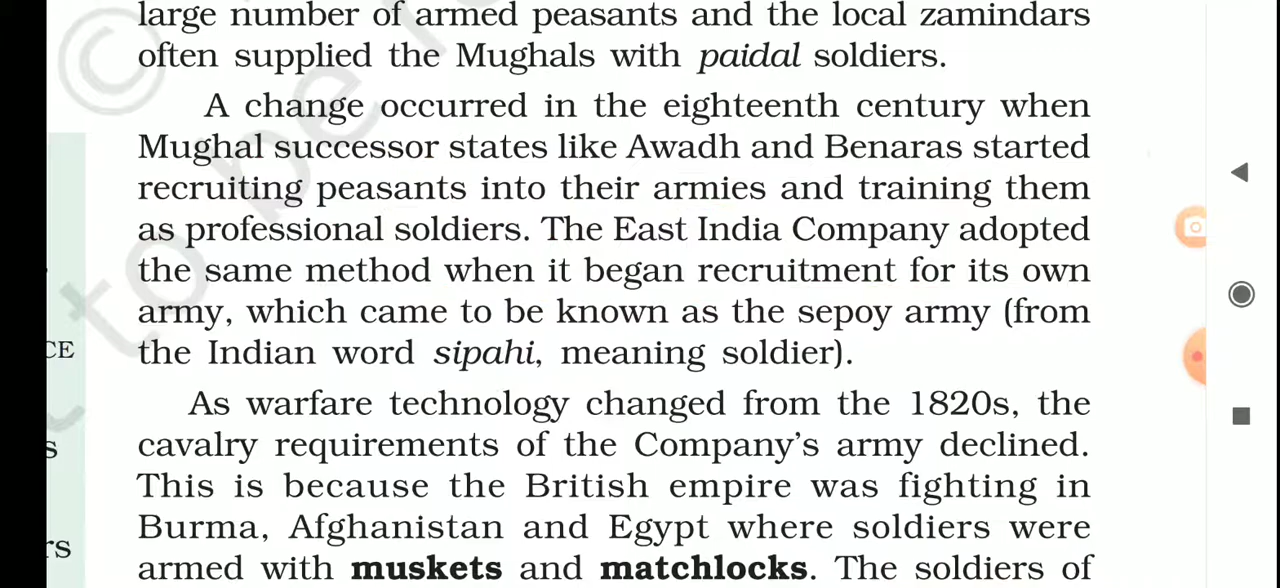 large number of armed peasants and the local zamindars
often supplied the Mughals with paidal soldiers.
A change occurred in the eighteenth century when
Mughal successor states like Awadh and Benaras started
recruiting peasants into their armies and training them
as professional soldiers. The East India Company adopted
the same method when it began recruitment for its own
army, which came to be known as the sepoy army (from
the Indian word sipahi, meaning soldier).
As warfare technology changed from the 1820s, the
cavalry requirements of the Company's army declined.
This is because the British empire was fighting in
Burma, Afghanistan and Egypt where soldiers were
armed with muskets and matchlocks. The soldiers of
CE
s
rs
© to be